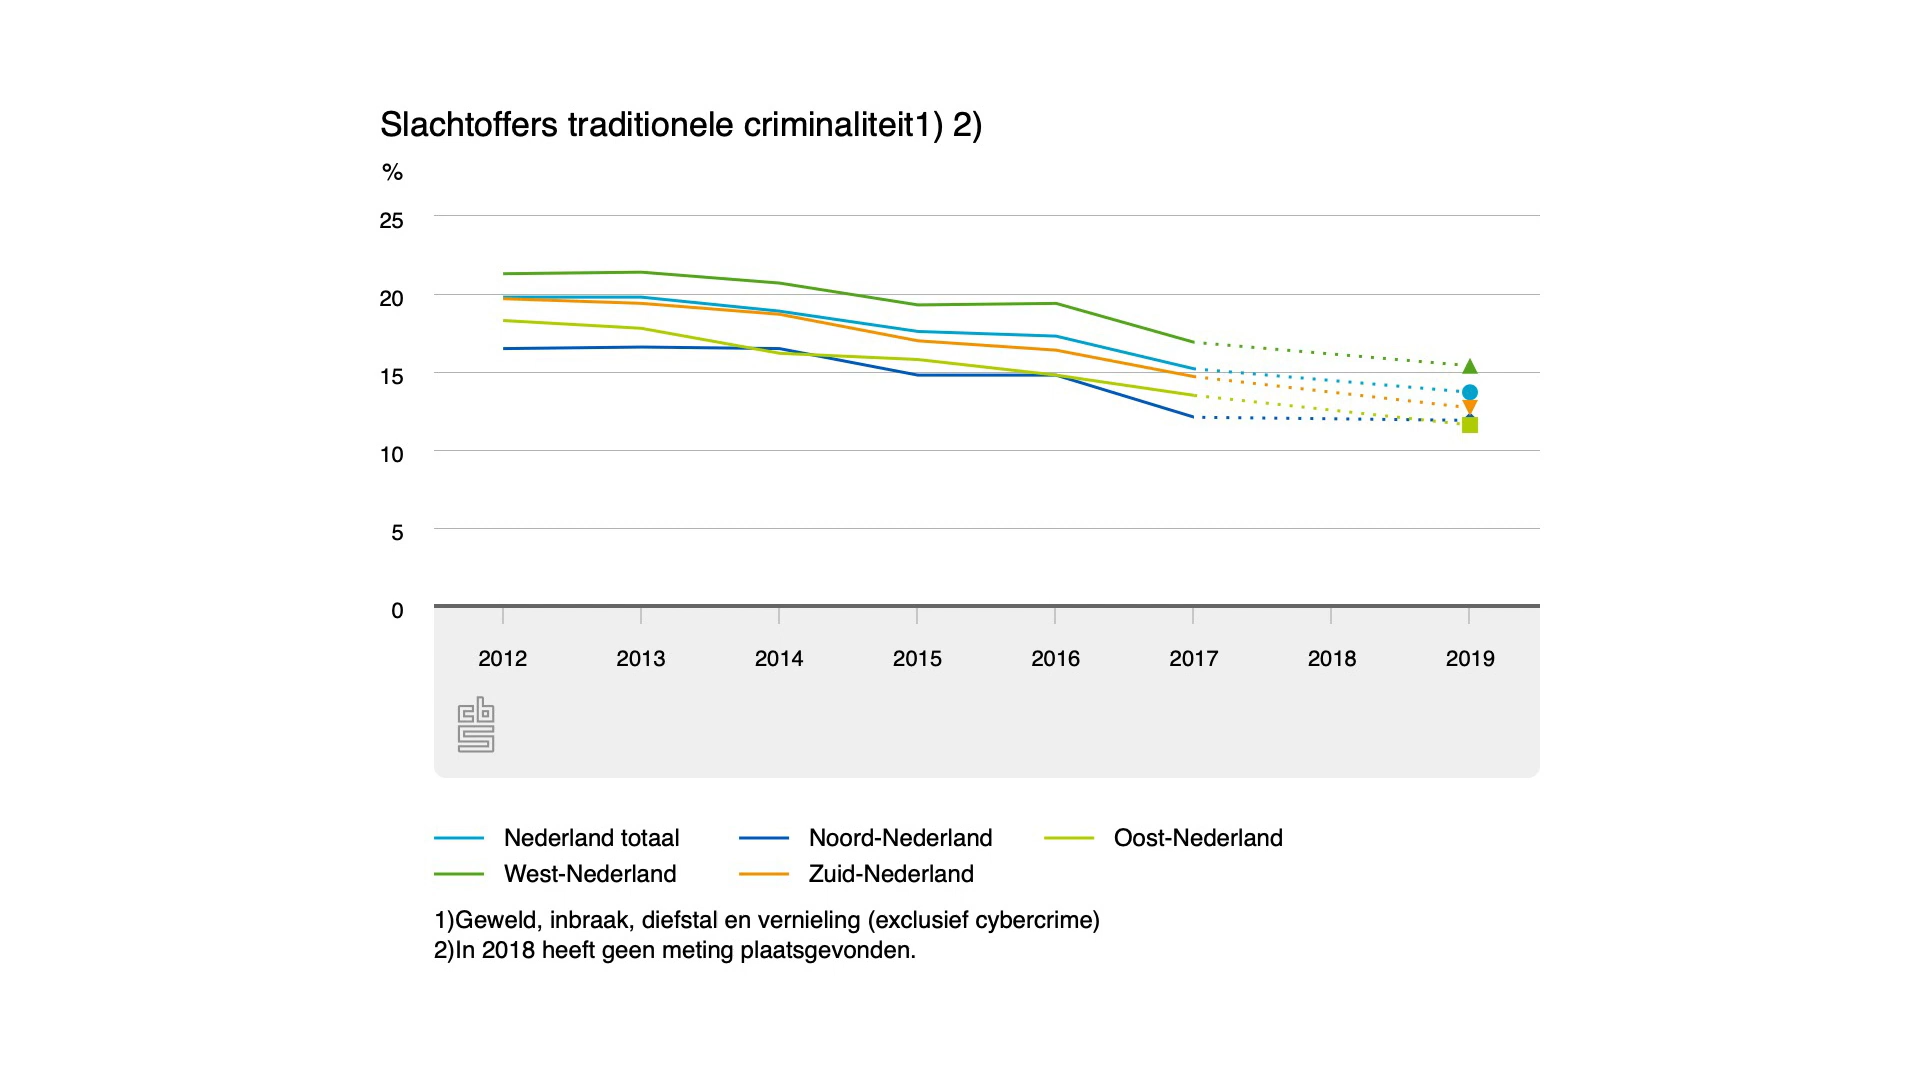 Slachtoffers traditionele criminaliteit1) 2)
%
25
20
15
10
5
0
2012 2013 2014 2015 2016 2017 2018 2019
cbs
Nederland totaal Noord-Nederland Oost-Nederland
West-Nederland Zuid-Nederland
1)Geweld, inbraak, diefstal en vernieling (exclusief cybercrime)
2)In 2018 heeft geen meting plaatsgevonden.